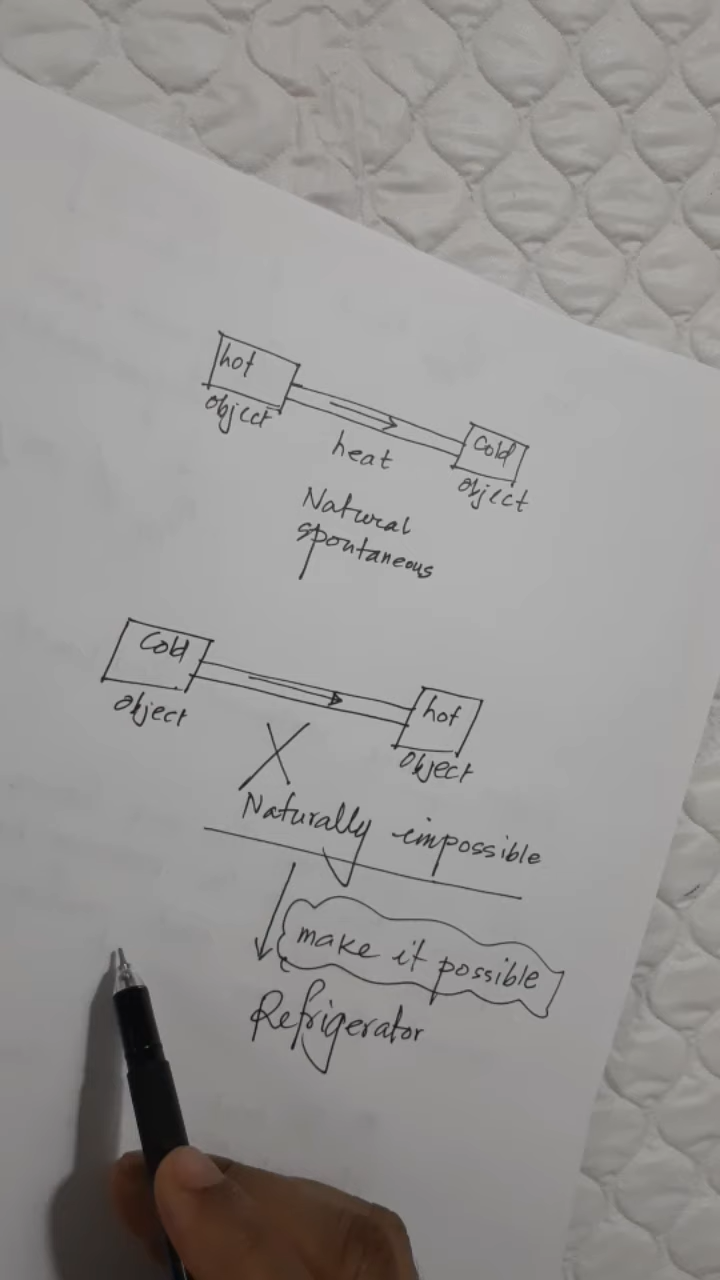 hot
object
heat
cold
object
Natural
spontaneous
Cold
object
hot
object
Naturally impossible
make it possible
Refrigerator